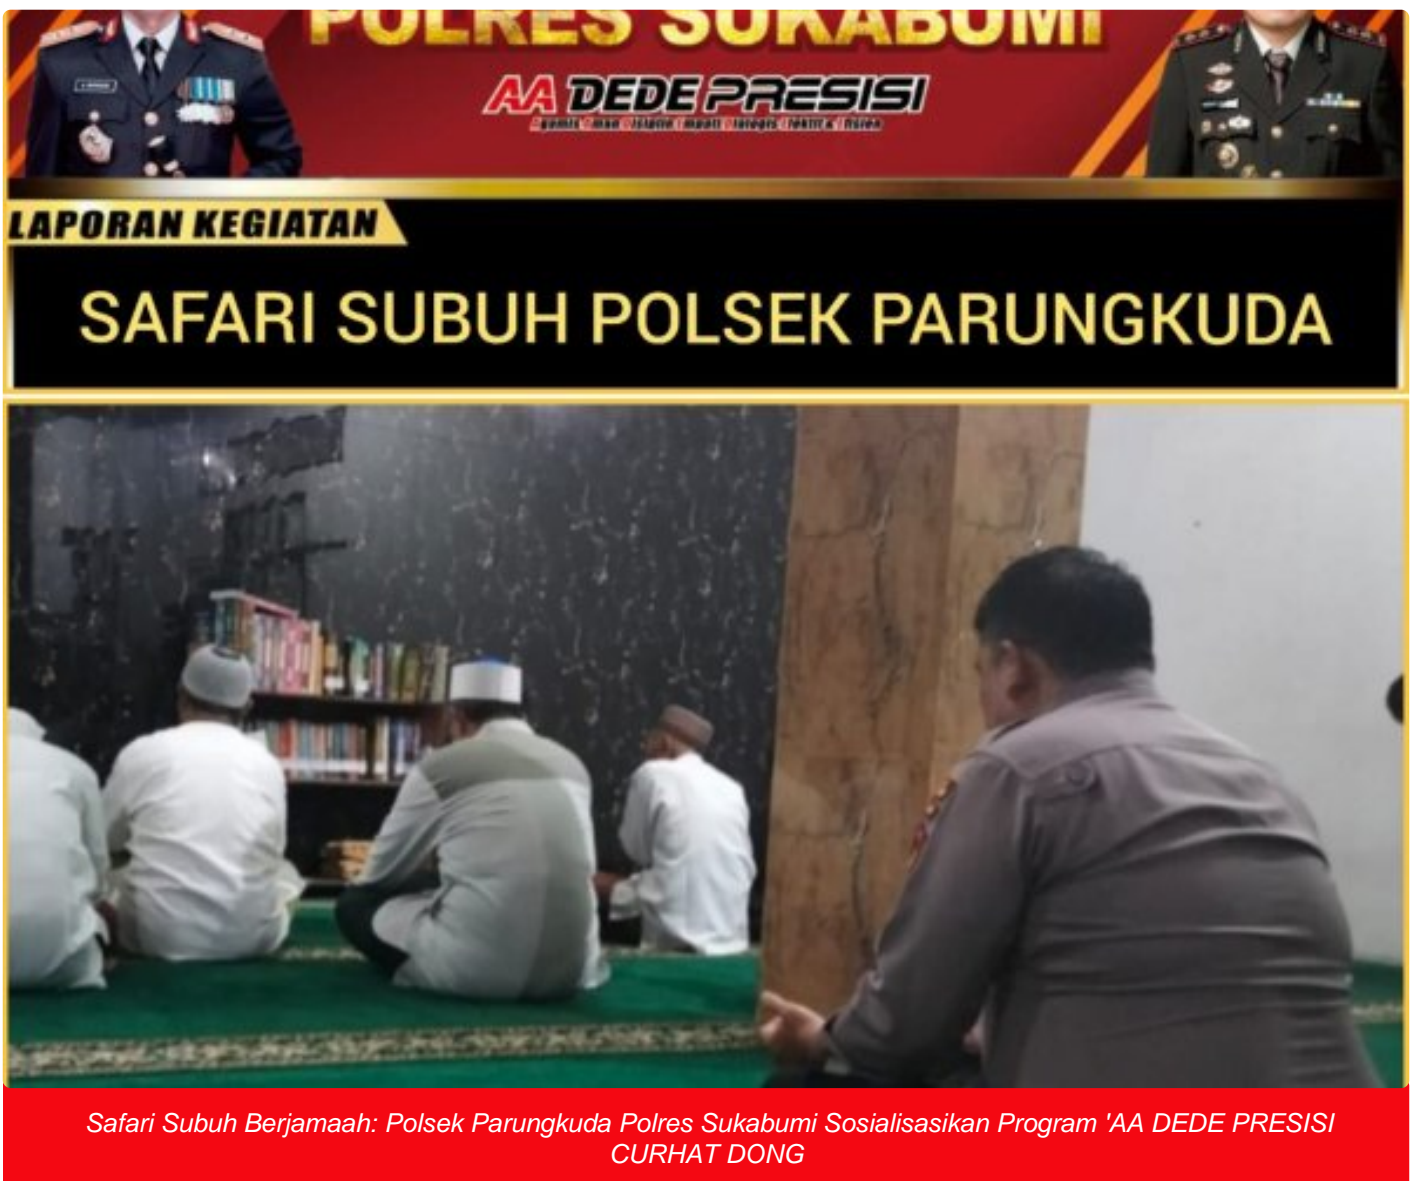 POLRES SUKABUMI
AA DEDE PRESISI
LAPORAN KEGIATAN
SAFARI SUBUH POLSEK PARUNGKUDA
Safari Subuh Berjamaah: Polsek Parungkuda Polres Sukabumi Sosialisasikan Program 'AA DEDE PRESISI
CURHAT DONG